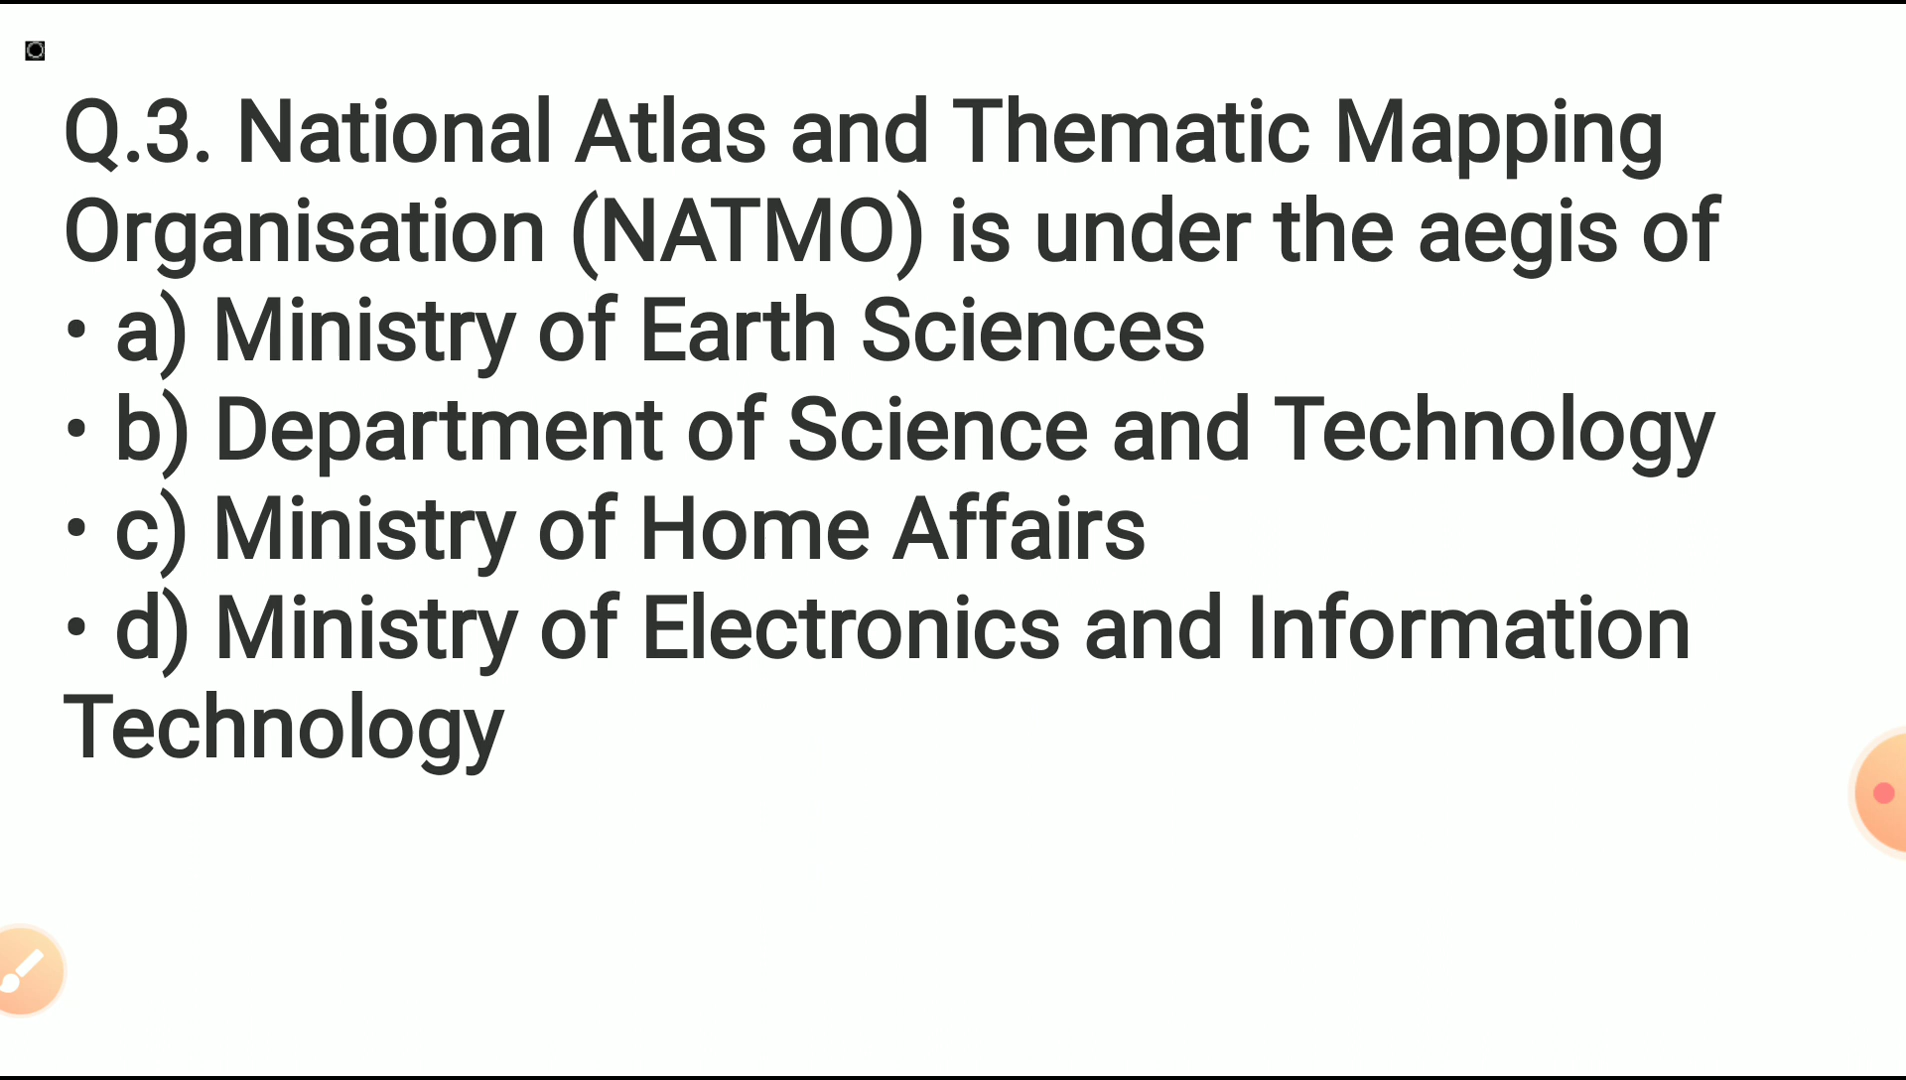 Q.3. National Atlas and Thematic Mapping
Organisation (NATMO) is under the aegis of
• a) Ministry of Earth Sciences
• b) Department of Science and Technology
• c) Ministry of Home Affairs
• d) Ministry of Electronics and Information
Technology